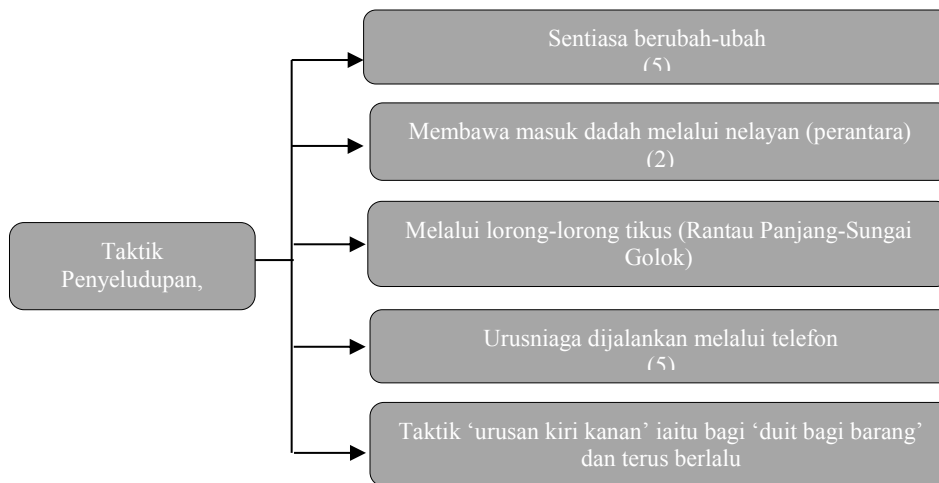 Sentiasa berubah-ubah
(5)
Membawa masuk dadah melalui nelayan (perantara)
(2)
Melalui lorong-lorong tikus (Rantau Panjang-Sungai
Golok)
Taktik
Penyeludupan,
Urusniaga dijalankan melalui telefon
(5)
Taktik ‘urusan kiri kanan’ iaitu bagi ‘duit bagi barang’
dan terus berlalu